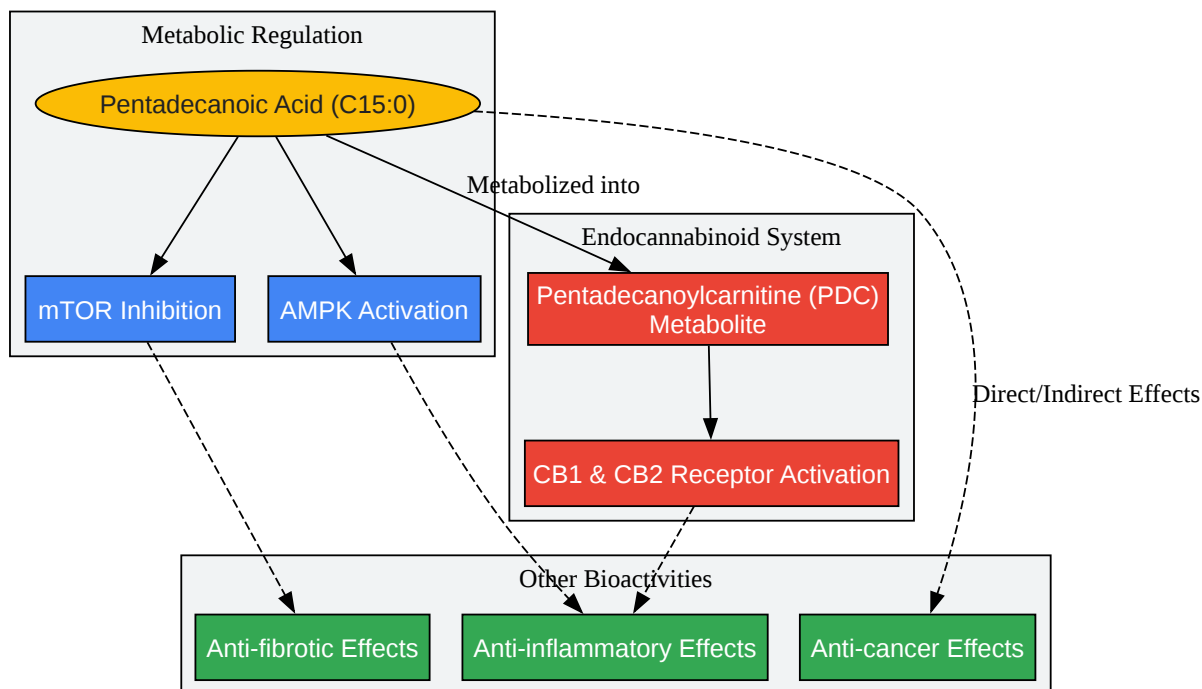 Metabolic Regulation
Pentadecanoic Acid (C15:0)
Metabolized into
Endocannabinoid System
mTOR Inhibition
AMPK Activation
Pentadecanoylcarnitine (PDC)
Metabolite
Direct/Indirect Effects
CB1 & CB2 Receptor Activation
Other Bioactivities
Anti-fibrotic Effects
Anti-inflammatory Effects
Anti-cancer Effects